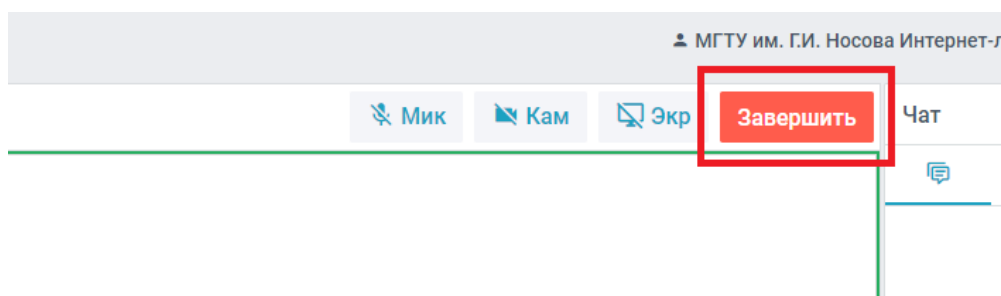 МГТУ им. Г.И. Носова Интернет-л
Мик Кам Экр Завершить Чат